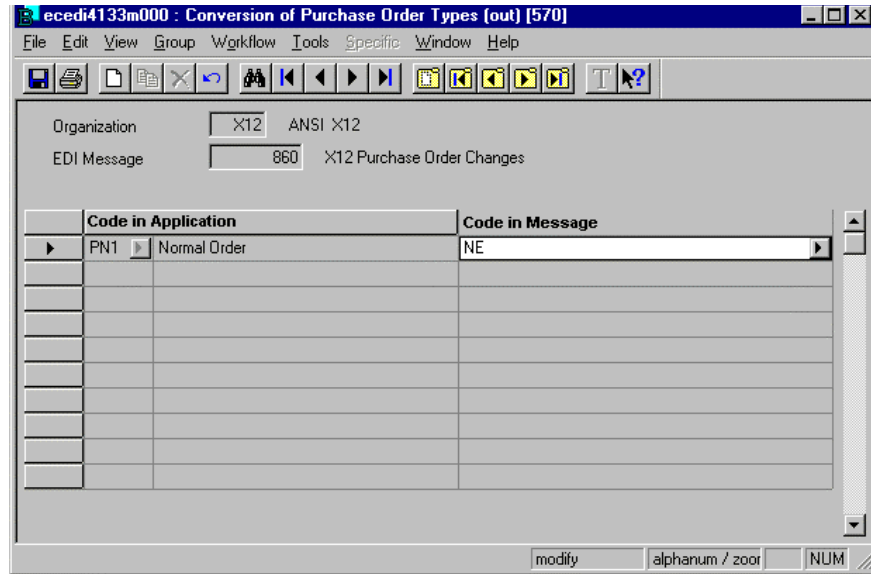 ecedi4133m000 : Conversion of Purchase Order Types (out) [570]
File Edit View Group Workflow Tools Specific Window Help
T ?
Organization X12 ANSI X12
EDI Message 860 X12 Purchase Order Changes
Code in Application Code in Message
PN1 Normal Order NE
modify alphanum / zoor NUM